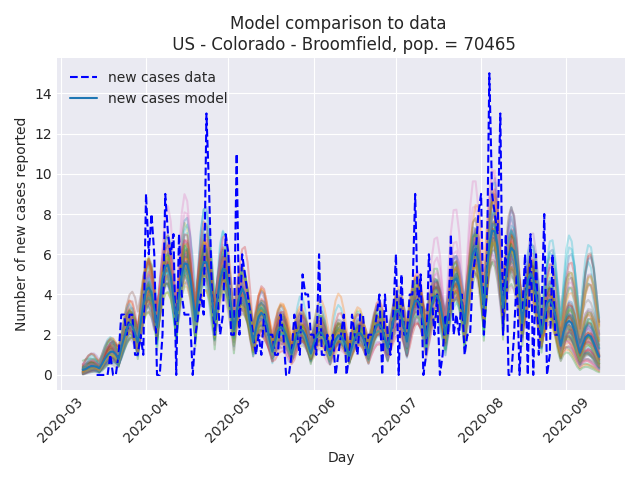 Model comparison to data
US - Colorado - Broomfield, pop. = 70465
new cases data
new cases model
Number of new cases reported
14
12
10
8
6
4
2
0
2020-03
2020-04
2020-05
2020-06
2020-07
2020-08
2020-09
Day